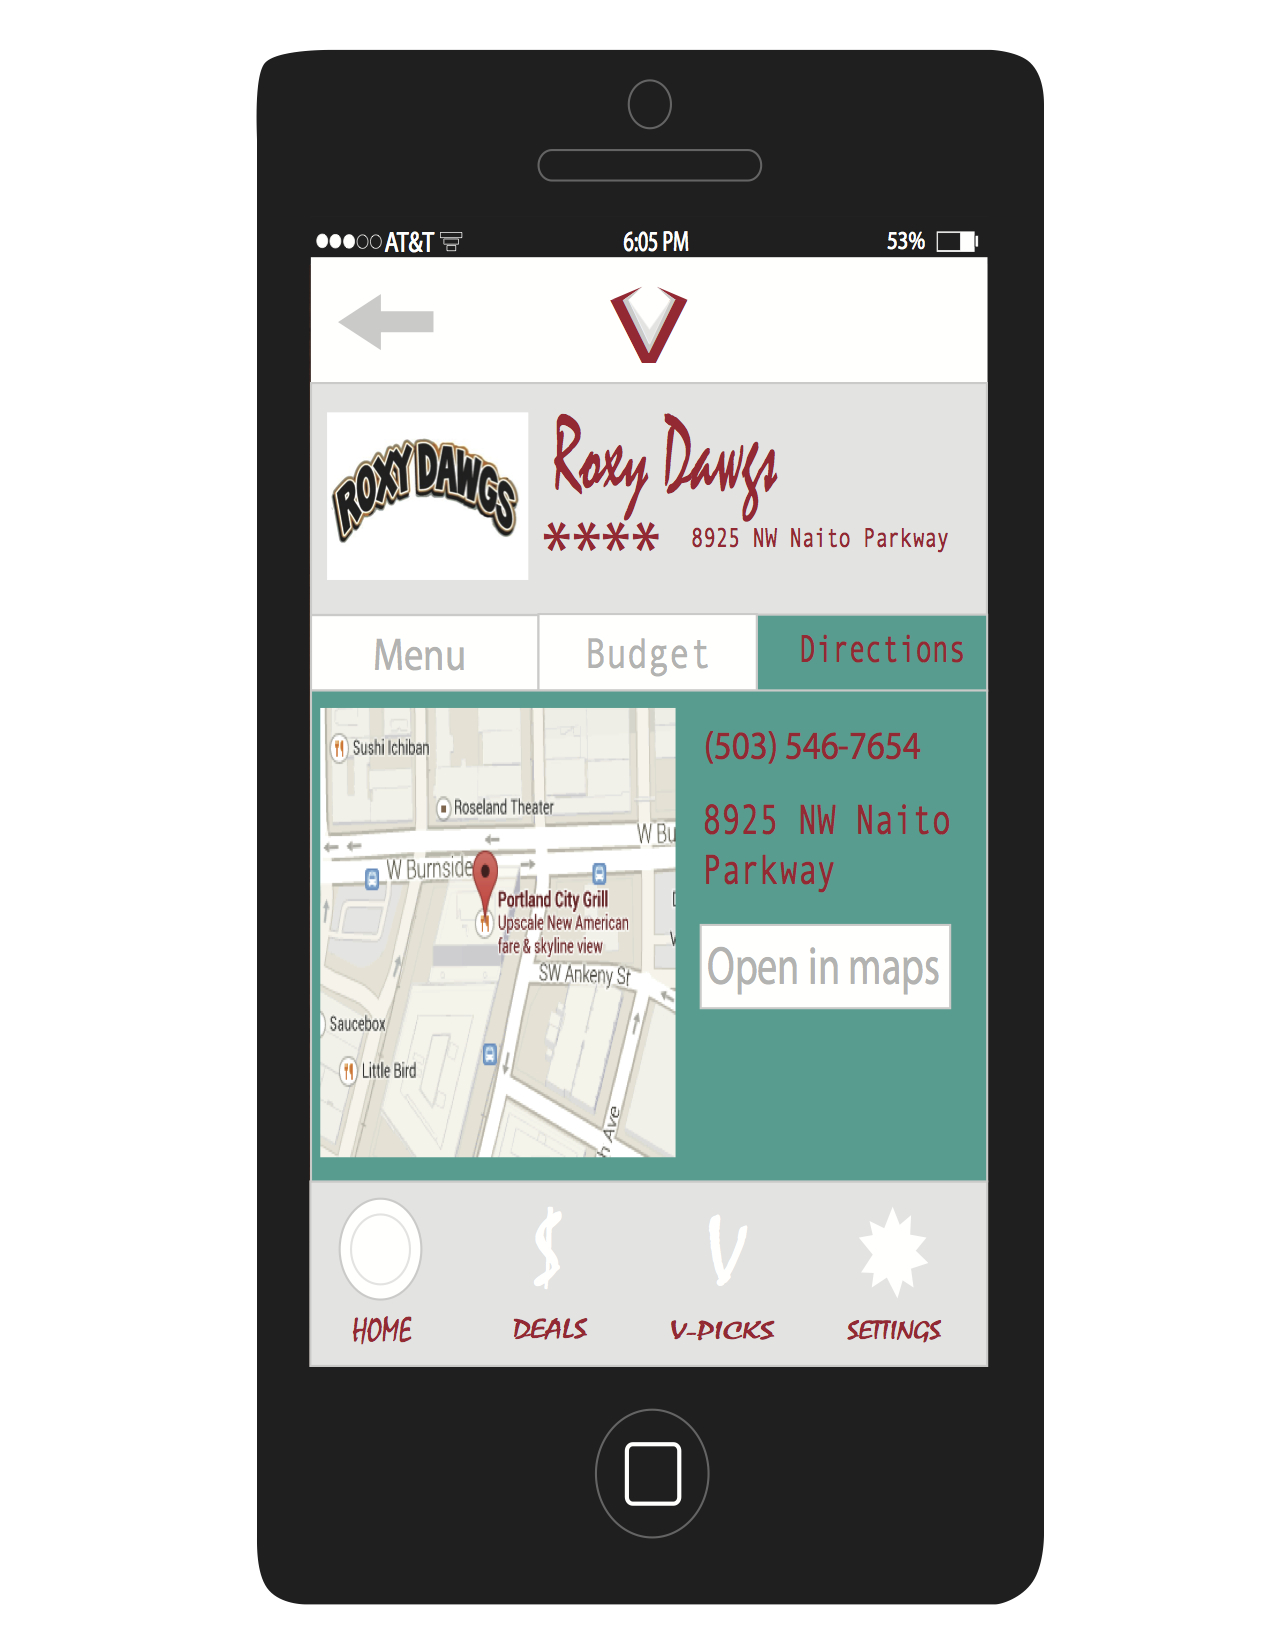 AT&T 6:05 PM 53%
ROXY DAWGS
Roxy Dawgs
**** 8925 NW Naito Parkway
Menu Budget Directions
Sushi Ichiban
Roseland Theater
W Bu
W Burnside
Portland City Grill
Upscale New American
fare & skyline view
SW Ankeny St
Saucebox
Little Bird
h Ave
(503) 546-7654
8925 NW Naito
Parkway
Open in maps
$ V
HOME DEALS V-PICKS SETTINGS